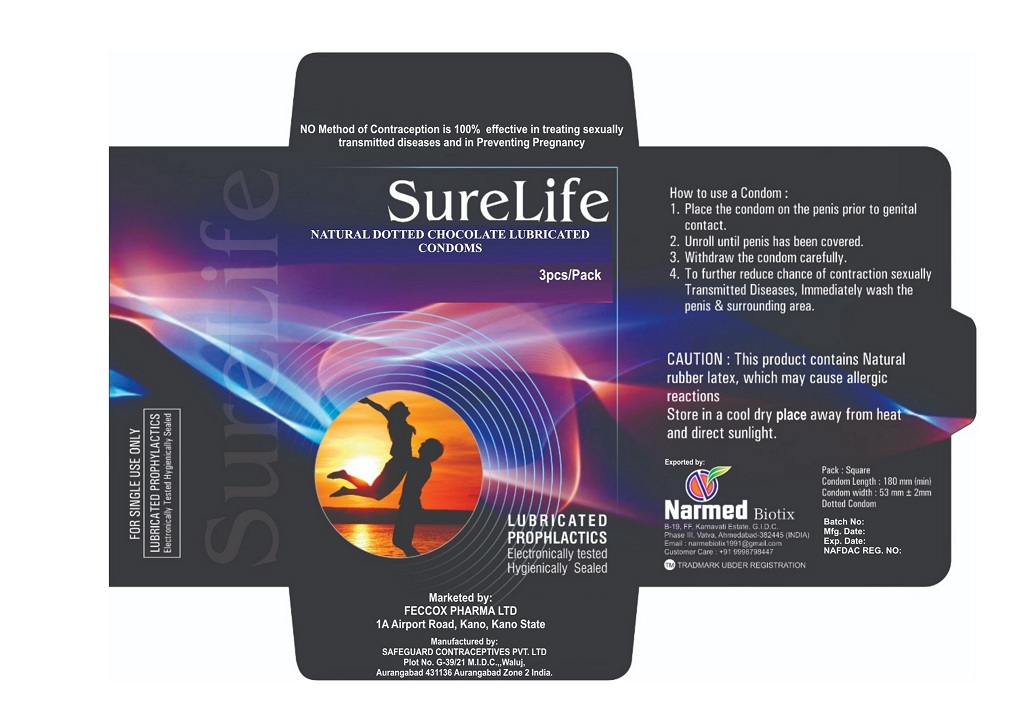 NO Method of Contraception is 100% effective in treating sexually
transmitted diseases and in Preventing Pregnancy
SureLife
SureLife
NATURAL DOTTED CHOCOLATE LUBRICATED
CONDOMS
3pcs/Pack
FOR SINGLE USE ONLY
LUBRICATED PROPHYLACTICS
Electronically Tested Hygienically Sealed
LUBRICATED
PROPHLACTICS
Electronically tested
Hygienically Sealed
Marketed by:
FECCOX PHARMA LTD
1A Airport Road, Kano, Kano State
Manufactured by:
SAFEGUARD CONTRACEPTIVES PVT. LTD
Plot No. G-39/21 M.I.D.C.,,Waluj,
Aurangabad 431136 Aurangabad Zone 2 India.
How to use a Condom :
1. Place the condom on the penis prior to genital
contact.
2. Unroll until penis has been covered.
3. Withdraw the condom carefully.
4. To further reduce chance of contraction sexually
Transmitted Diseases, Immediately wash the
penis & surrounding area.
CAUTION : This product contains Natural
rubber latex, which may cause allergic
reactions
Store in a cool dry place away from heat
and direct sunlight.
Exported by:
Narmed Biotix
B-19, FF, Karnavati Estate, G.I.D.C.
Phase III, Vatva, Ahmedabad-382445 (INDIA)
Email : narmebiotix1991@gmail.com
Customer Care : +91 9998798447
TM TRADMARK UBDER REGISTRATION
Pack : Square
Condom Length : 180 mm (min)
Condom width : 53 mm ± 2mm
Dotted Condom
Batch No:
Mfg. Date:
Exp. Date:
NAFDAC REG. NO: